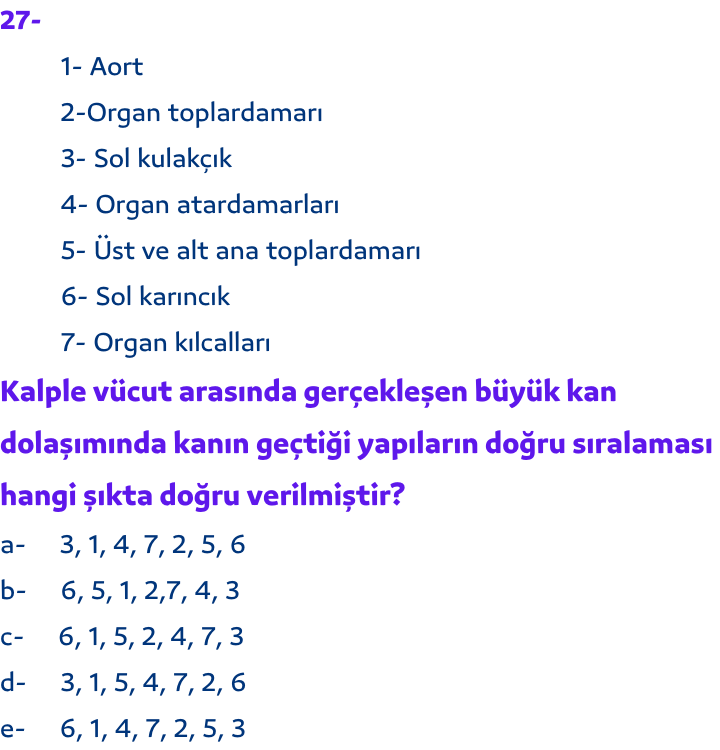 27-
1- Aort
2-Organ toplardamarı
3- Sol kulakçık
4- Organ atardamarları
5- Üst ve alt ana toplardamarı
6- Sol karıncık
7- Organ kılcalları
Kalple vücut arasında gerçekleşen büyük kan
dolaşımında kanın geçtiği yapıların doğru sıralaması
hangi şıkta doğru verilmiştir?
a- 3, 1, 4, 7, 2, 5, 6
b- 6, 5, 1, 2,7, 4, 3
c- 6, 1, 5, 2, 4, 7, 3
d- 3, 1, 5, 4, 7, 2, 6
e- 6, 1, 4, 7, 2, 5, 3